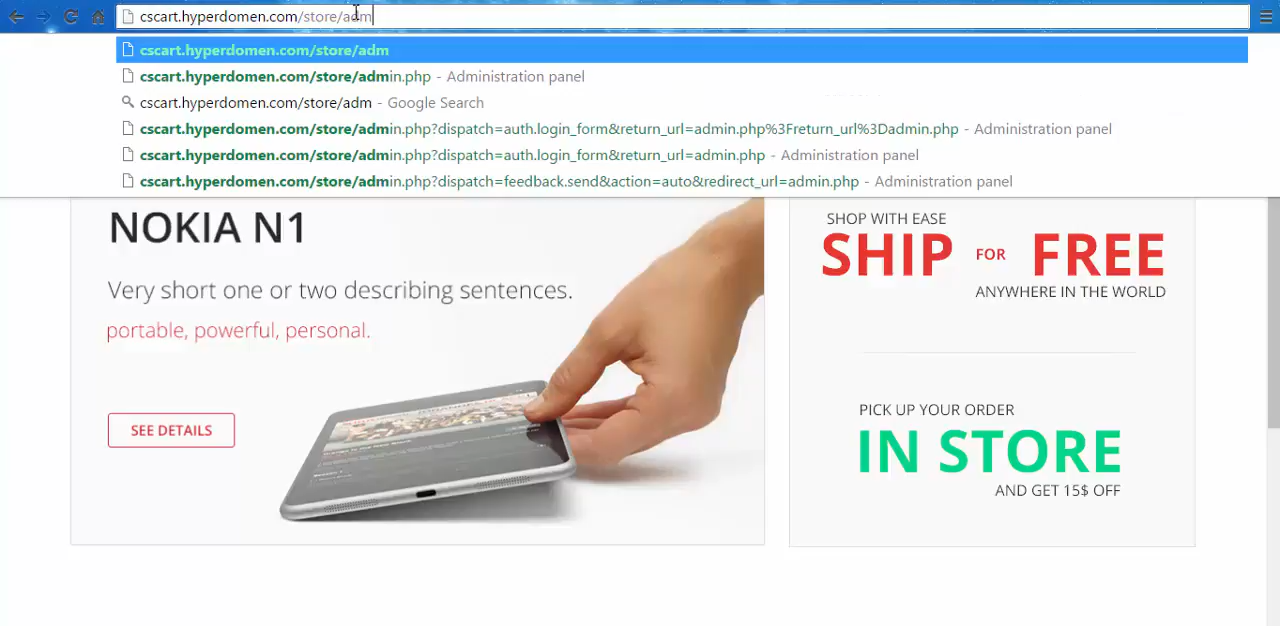 cscart.hyperdomen.com/store/adm
cscart.hyperdomen.com/store/adm
cscart.hyperdomen.com/store/admin.php - Administration panel
cscart.hyperdomen.com/store/adm - Google Search
cscart.hyperdomen.com/store/admin.php?dispatch=auth.login_form&return_url=admin.php%3Freturn_url%3Dadmin.php - Administration panel
cscart.hyperdomen.com/store/admin.php?dispatch=auth.login_form&return_url=admin.php - Administration panel
cscart.hyperdomen.com/store/admin.php?dispatch=feedback.send&action=auto&redirect_url=admin.php - Administration panel
NOKIA N1
Very short one or two describing sentences.
portable, powerful, personal.
SEE DETAILS
SHOP WITH EASE
SHIP FOR FREE
ANYWHERE IN THE WORLD
PICK UP YOUR ORDER
IN STORE
AND GET 15$ OFF